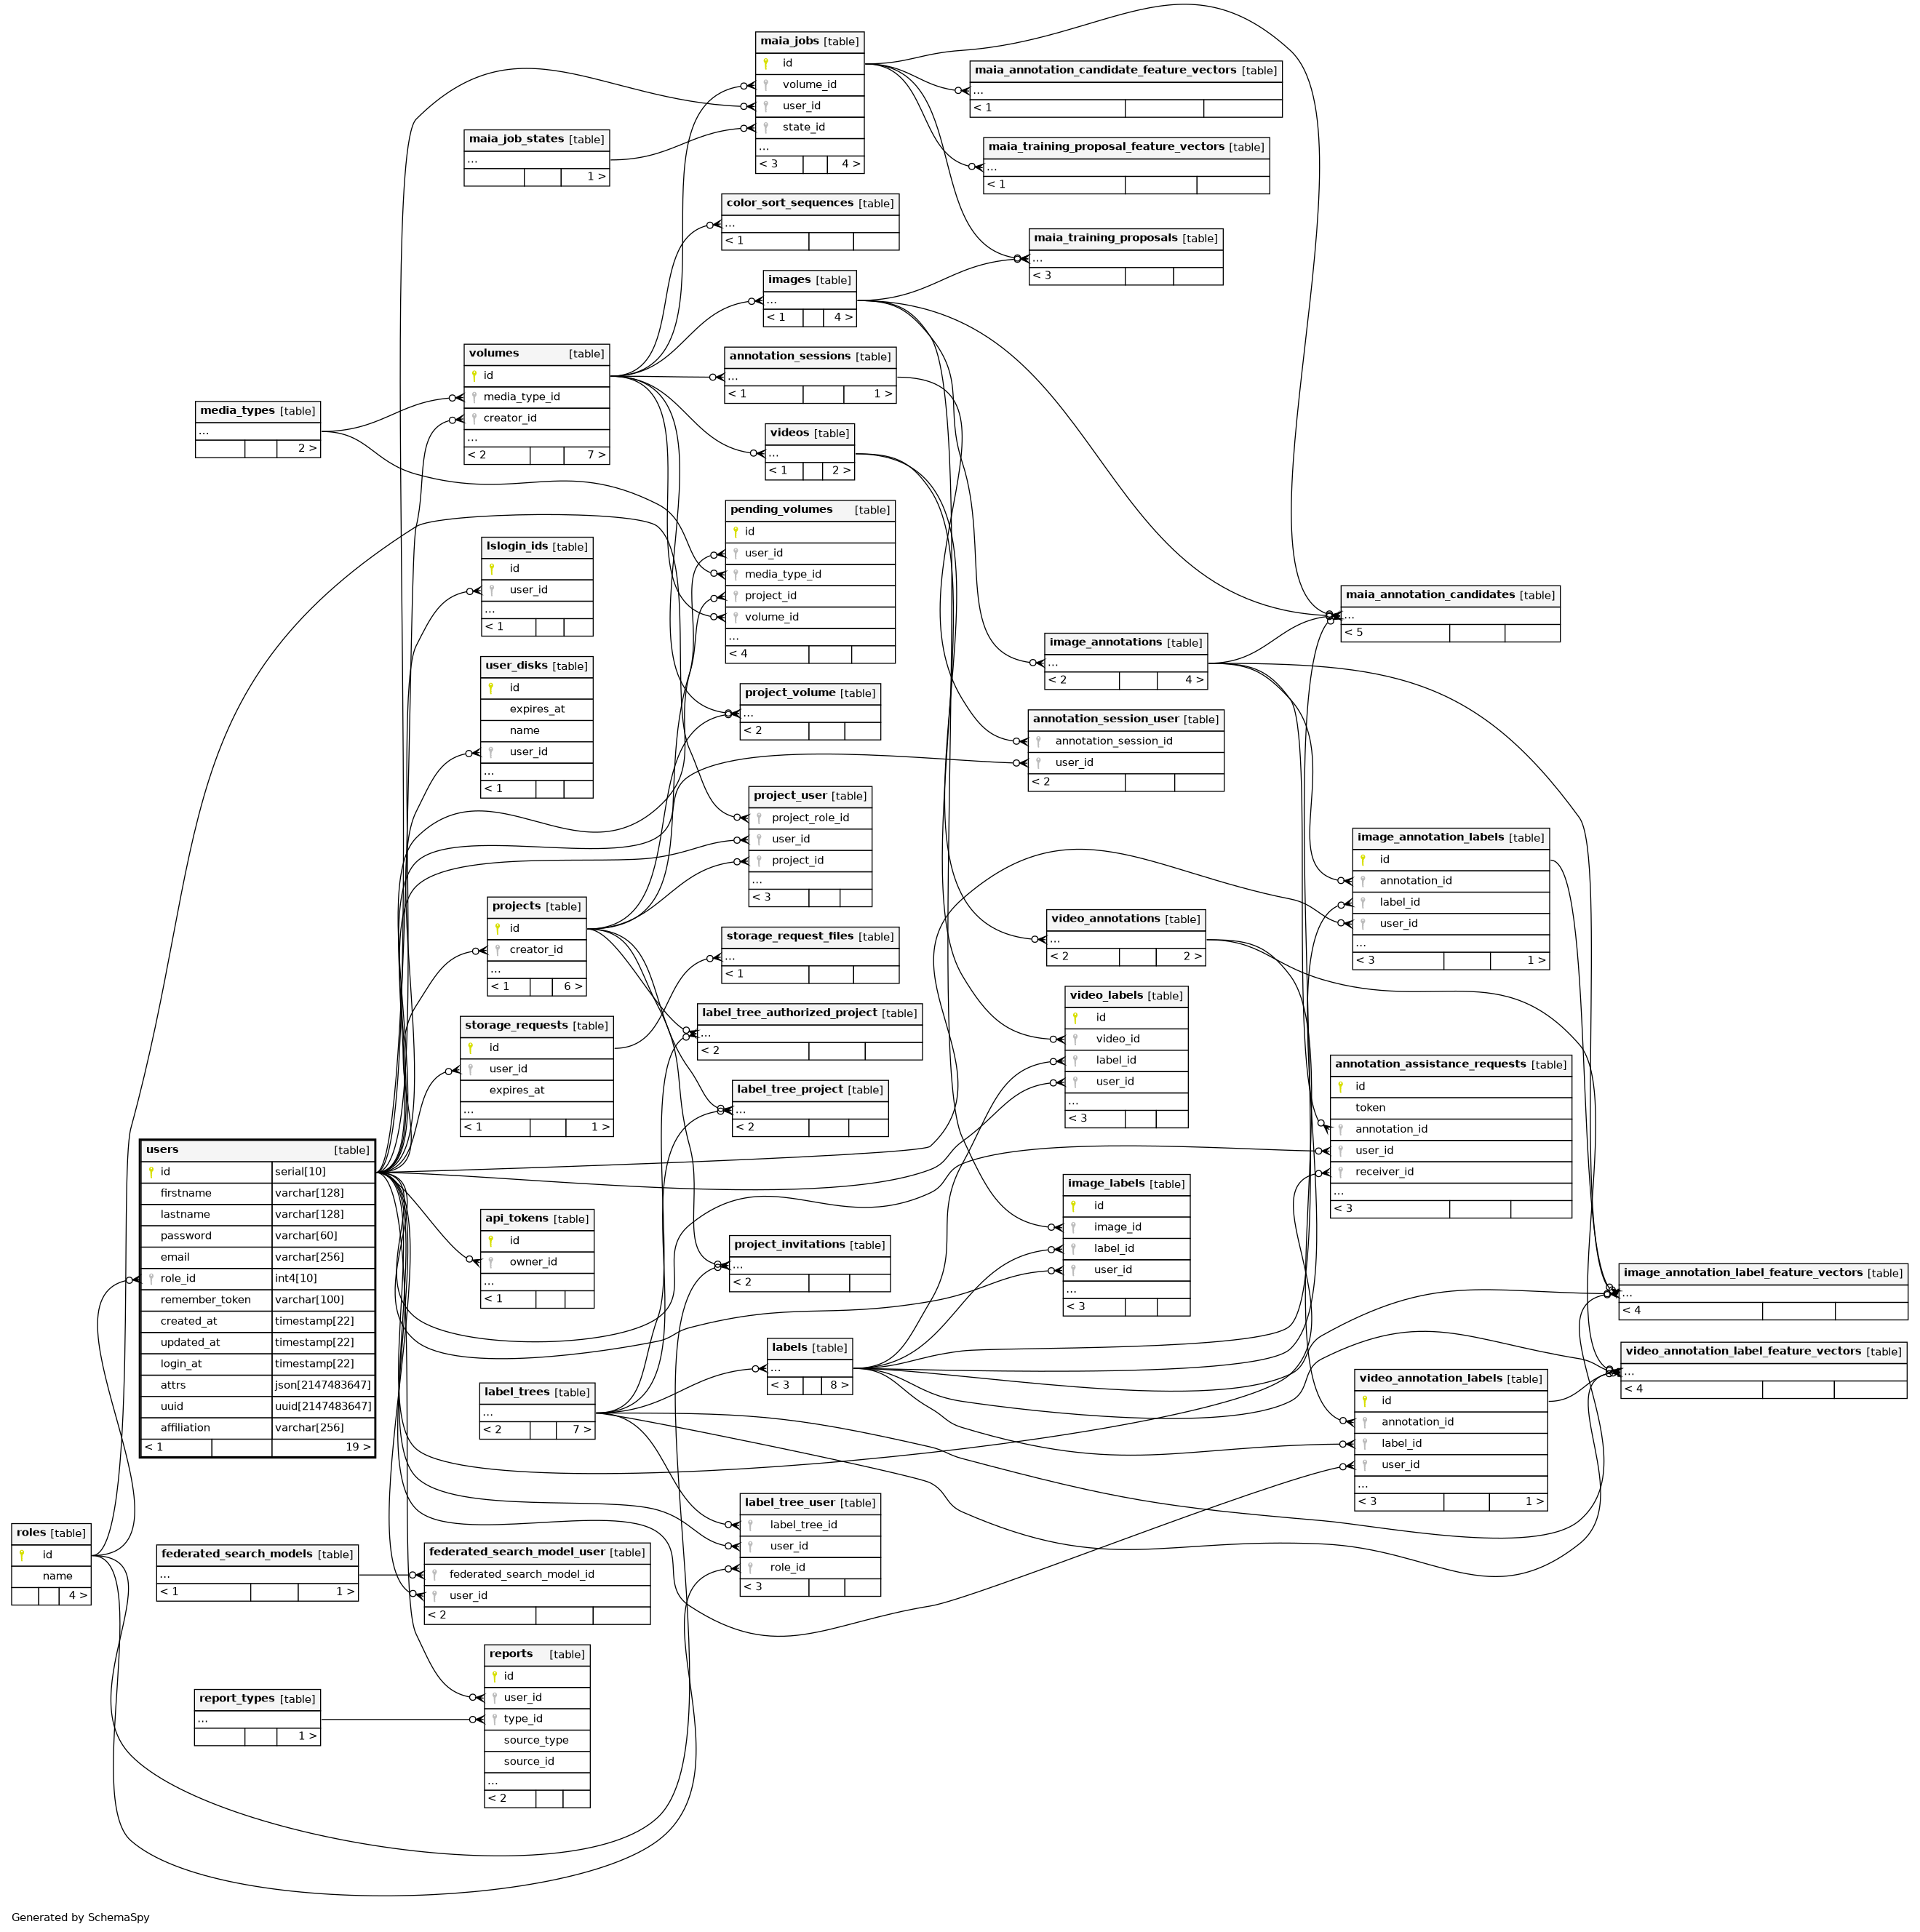 maia_jobs [table]
id
volume_id
user_id
state_id
...
< 3 4 >
maia_annotation_candidate_feature_vectors [table]
...
< 1
maia_job_states [table]
...
1 >
maia_training_proposal_feature_vectors [table]
...
< 1
color_sort_sequences [table]
...
< 1
maia_training_proposals [table]
...
< 3
images [table]
...
< 1 4 >
volumes [table]
id
media_type_id
creator_id
...
< 2 7 >
annotation_sessions [table]
...
< 1 1 >
media_types [table]
...
2 >
videos [table]
...
< 1 2 >
pending_volumes [table]
id
user_id
media_type_id
project_id
volume_id
...
< 4
lslogin_ids [table]
id
user_id
...
< 1
maia_annotation_candidates [table]
...
< 5
image_annotations [table]
...
< 2 4 >
user_disks [table]
id
expires_at
name
user_id
...
< 1
project_volume [table]
...
< 2
annotation_session_user [table]
annotation_session_id
user_id
< 2
project_user [table]
project_role_id
user_id
project_id
...
< 3
image_annotation_labels [table]
id
annotation_id
label_id
user_id
...
< 3 1 >
projects [table]
id
creator_id
...
< 1 6 >
video_annotations [table]
...
< 2 2 >
storage_request_files [table]
...
< 1
video_labels [table]
id
video_id
label_id
user_id
...
< 3
label_tree_authorized_project [table]
...
< 2
storage_requests [table]
id
user_id
expires_at
...
< 1 1 >
annotation_assistance_requests [table]
id
token
annotation_id
user_id
receiver_id
...
< 3
label_tree_project [table]
...
< 2
users [table]
id serial[10]
firstname varchar[128]
lastname varchar[128]
password varchar[60]
email varchar[256]
role_id int4[10]
remember_token varchar[100]
created_at timestamp[22]
updated_at timestamp[22]
login_at timestamp[22]
attrs json[2147483647]
uuid uuid[2147483647]
affiliation varchar[256]
< 1 19 >
image_labels [table]
id
image_id
label_id
user_id
...
< 3
api_tokens [table]
id
owner_id
...
< 1
project_invitations [table]
...
< 2
image_annotation_label_feature_vectors [table]
...
< 4
labels [table]
...
< 3 8 >
video_annotation_label_feature_vectors [table]
...
< 4
video_annotation_labels [table]
id
annotation_id
label_id
user_id
...
< 3 1 >
label_trees [table]
...
< 2 7 >
label_tree_user [table]
label_tree_id
user_id
role_id
< 3
roles [table]
id
name
4 >
federated_search_models [table]
...
< 1 1 >
federated_search_model_user [table]
federated_search_model_id
user_id
< 2
reports [table]
id
user_id
type_id
source_type
source_id
...
< 2
report_types [table]
...
1 >
Generated by SchemaSpy